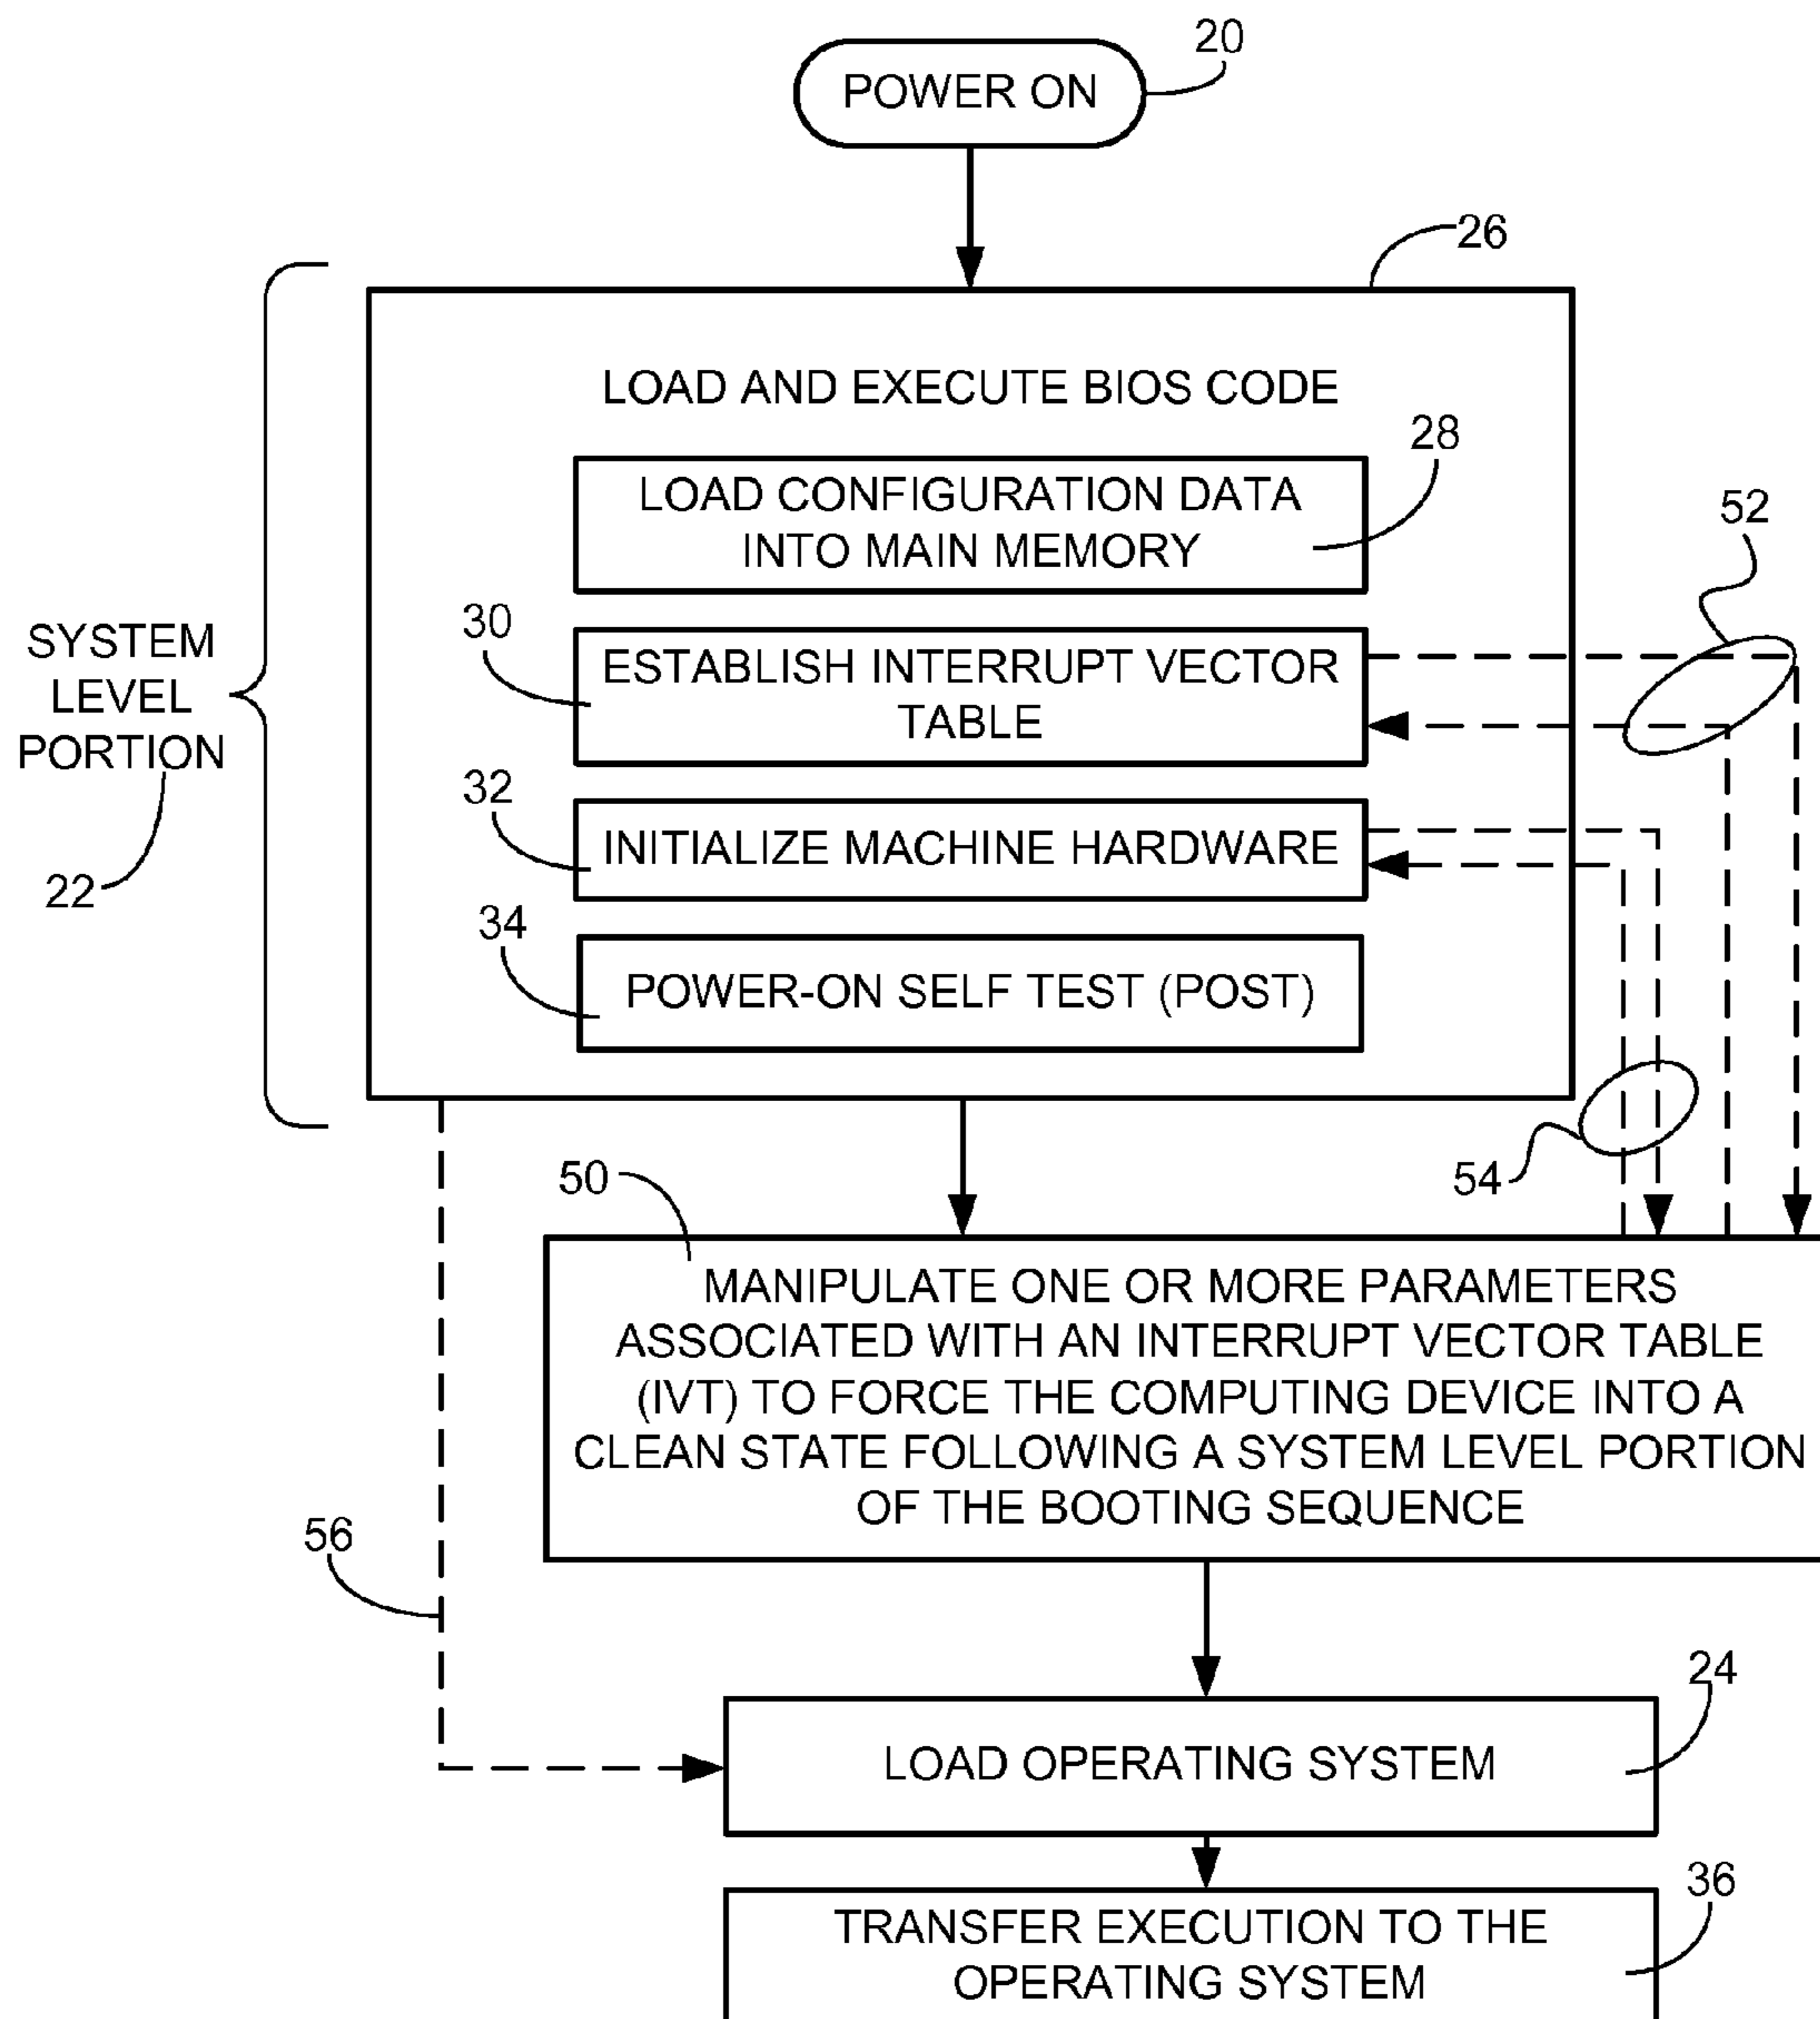 POWER ON
20
26
LOAD AND EXECUTE BIOS CODE
28
LOAD CONFIGURATION DATA
INTO MAIN MEMORY
52
30
ESTABLISH INTERRUPT VECTOR
TABLE
SYSTEM
LEVEL
PORTION
22
32
INITIALIZE MACHINE HARDWARE
34
POWER-ON SELF TEST (POST)
54
50
MANIPULATE ONE OR MORE PARAMETERS
ASSOCIATED WITH AN INTERRUPT VECTOR TABLE
(IVT) TO FORCE THE COMPUTING DEVICE INTO A
CLEAN STATE FOLLOWING A SYSTEM LEVEL PORTION
OF THE BOOTING SEQUENCE
56
24
LOAD OPERATING SYSTEM
36
TRANSFER EXECUTION TO THE
OPERATING SYSTEM